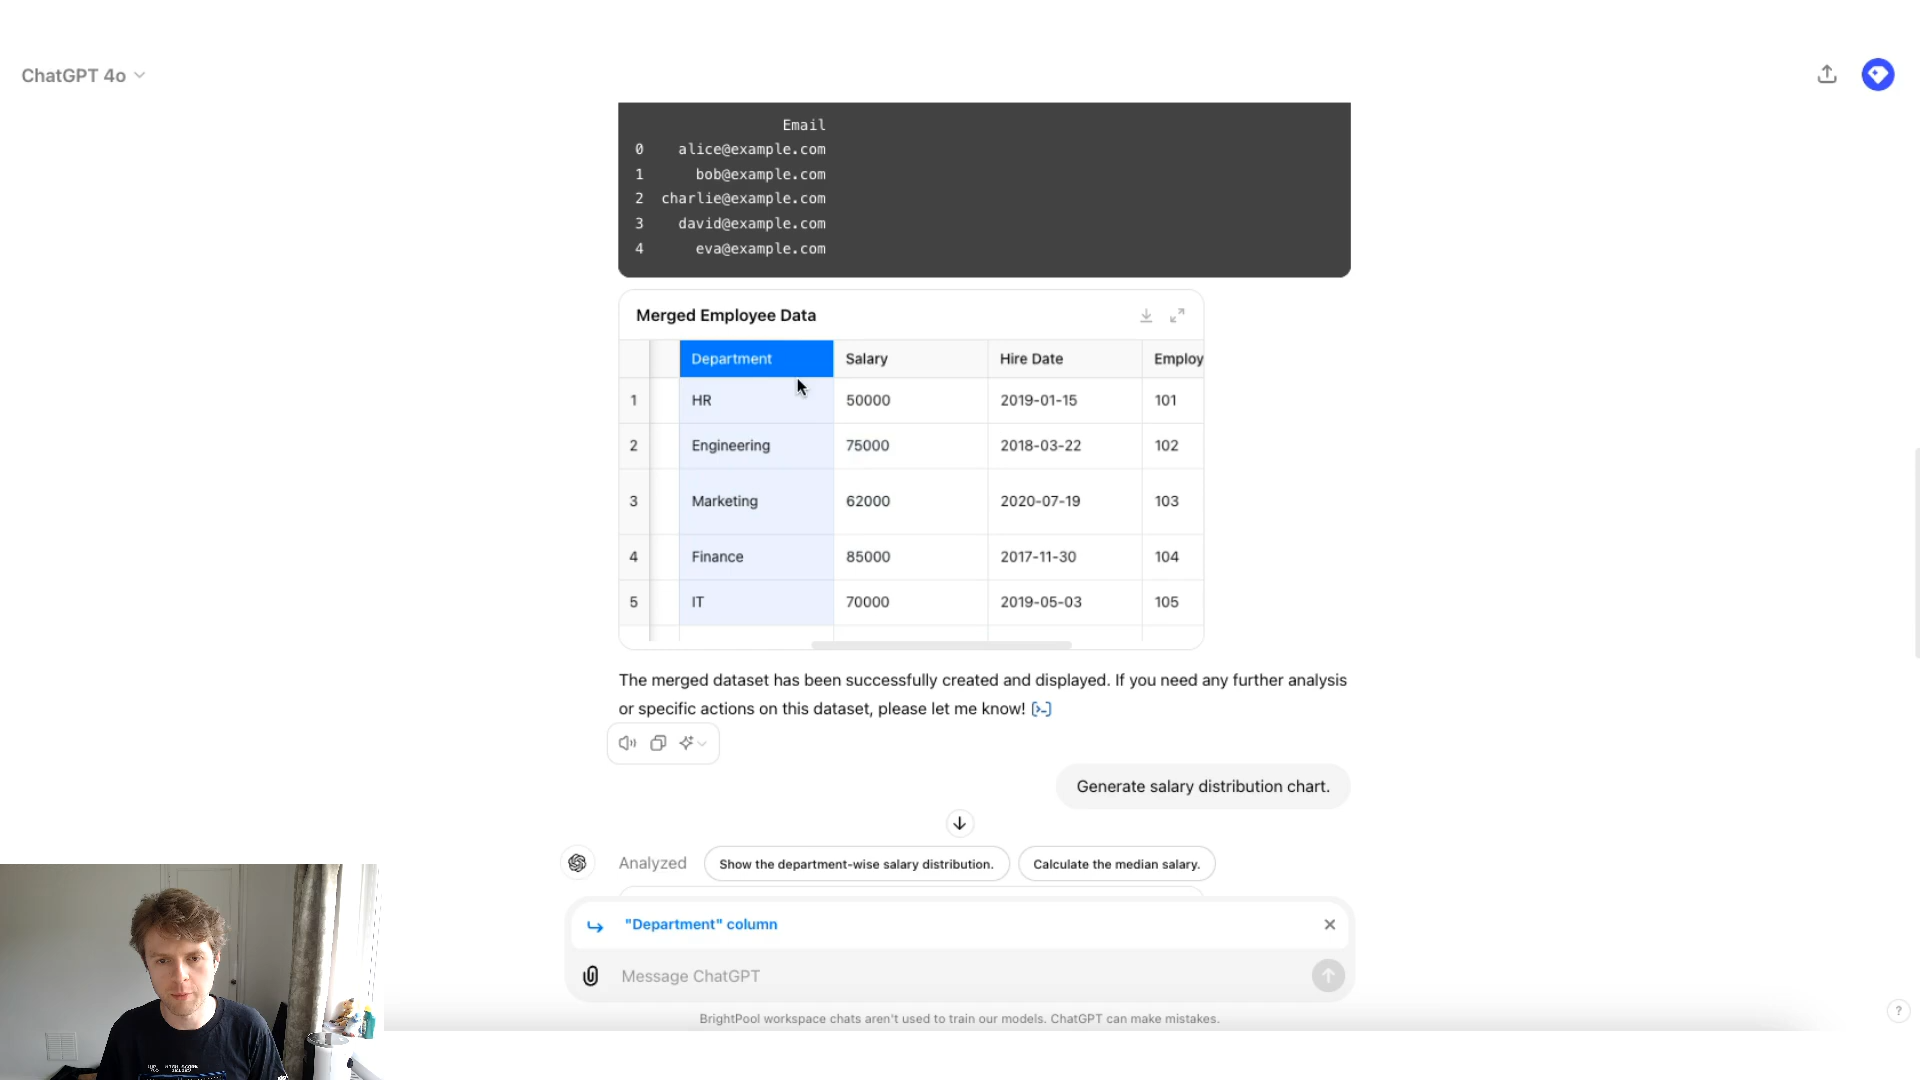 ChatGPT 4o
Email
0 alice@example.com
1 bob@example.com
2 charlie@example.com
3 david@example.com
4 eva@example.com
Merged Employee Data
Department Salary Hire Date Employ
1 HR 50000 2019-01-15 101
2 Engineering 75000 2018-03-22 102
3 Marketing 62000 2020-07-19 103
4 Finance 85000 2017-11-30 104
5 IT 70000 2019-05-03 105
The merged dataset has been successfully created and displayed. If you need any further analysis
or specific actions on this dataset, please let me know! [>-]
Generate salary distribution chart.
Analyzed Show the department-wise salary distribution. Calculate the median salary.
"Department" column
Message ChatGPT
BrightPool workspace chats aren't used to train our models. ChatGPT can make mistakes.
?